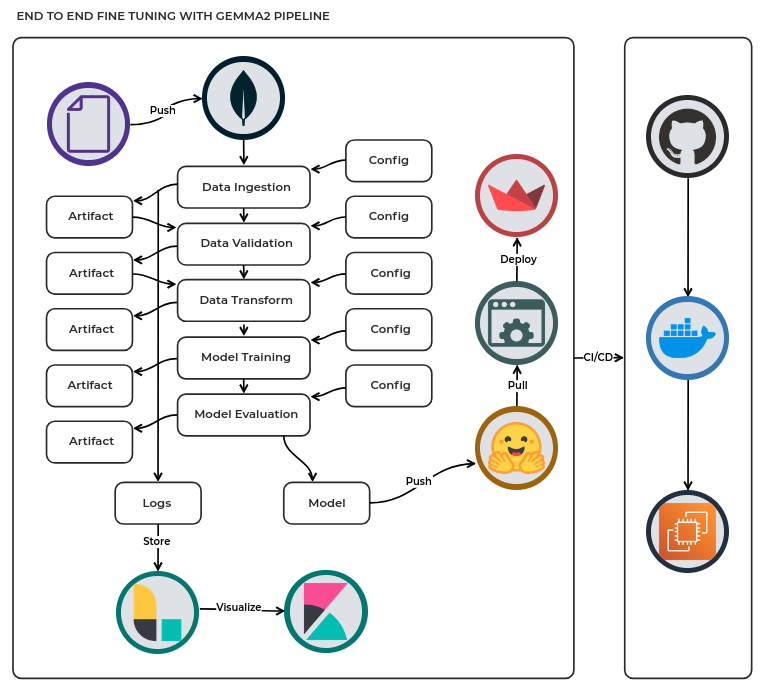 END TO END FINE TUNING WITH GEMMA2 PIPELINE
Push
Config
Data Ingestion
Artifact
Config
Data Validation
Artifact
Config
Data Transform
Artifact
Config
Model Training
Artifact
Config
Model Evaluation
Artifact
Logs
Model
Push
Store
Visualize
Deploy
Pull
CI/CD